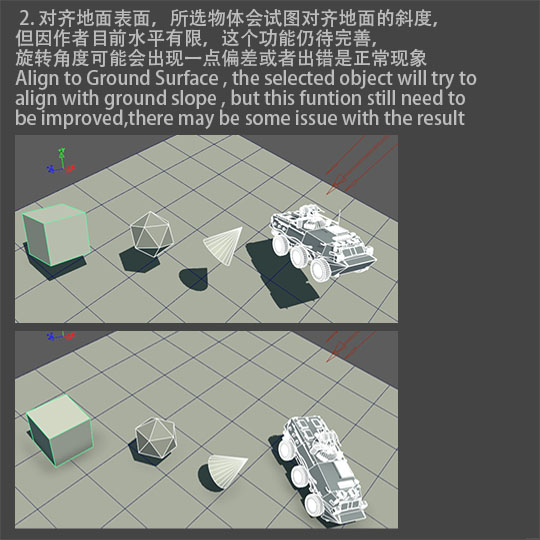 2. 对齐地面表面，所选物体会试图对齐地面的斜度，
但因作者目前水平有限，这个功能仍待完善，
旋转角度可能会出现一点偏差或者出错是正常现象
Align to Ground Surface , the selected object will try to
align with ground slope , but this funtion still need to
be improved,there may be some issue with the result